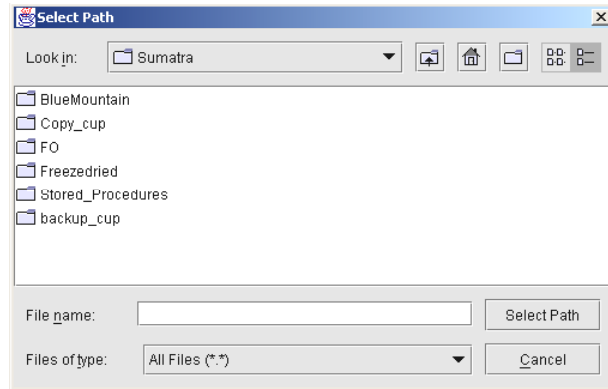 Select Path
Look in: Sumatra
BlueMountain
Copy_cup
FO
Freezedried
Stored_Procedures
backup_cup
File name: Select Path
Files of type: All Files (*.*) Cancel